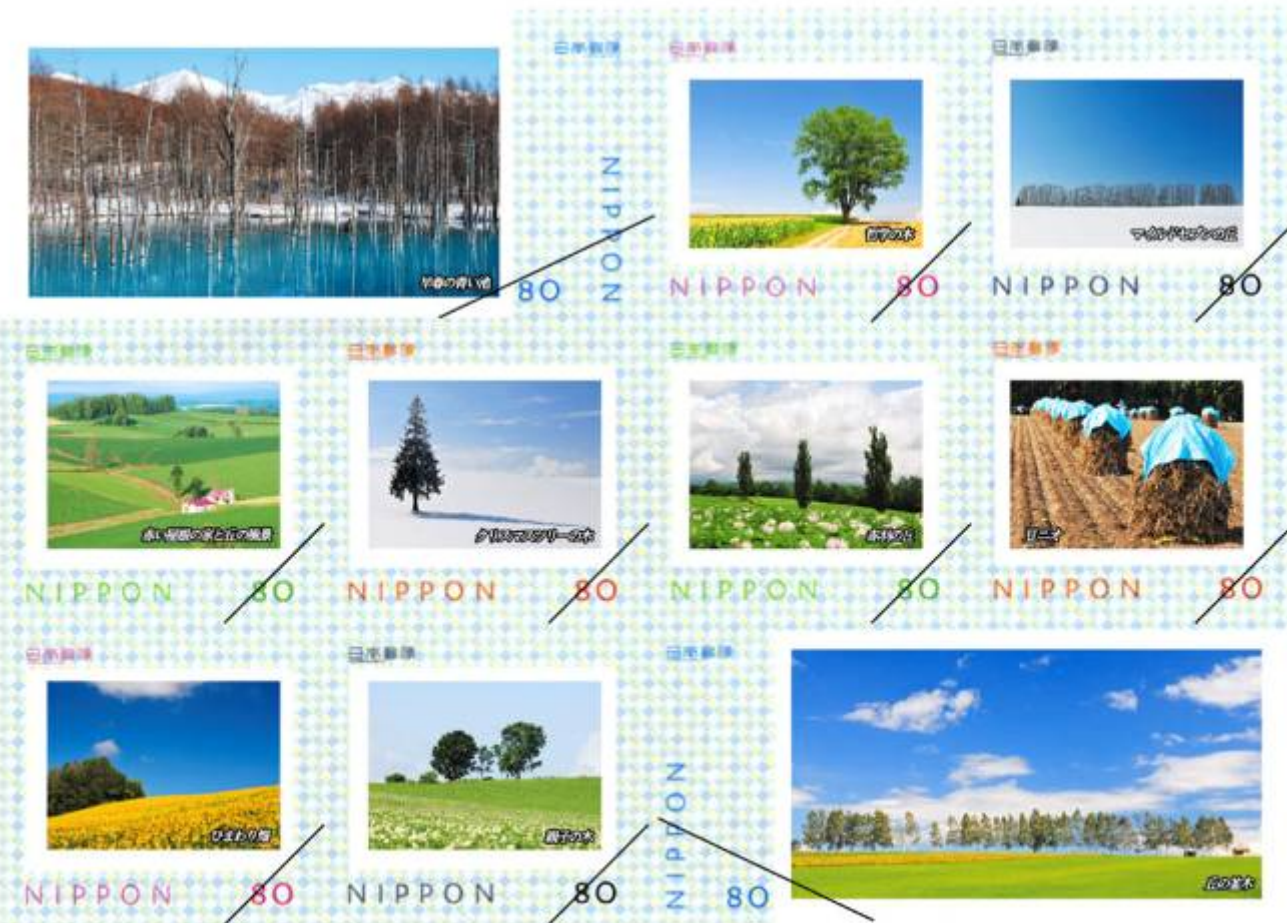 日本郵便
早春の青い池
80
NIPPON
日本郵便
哲学の木
NIPPON 80
日本郵便
マイルドセブンの丘
NIPPON 80
日本郵便
赤い屋根の家と丘の風景
NIPPON 80
日本郵便
クリスマスツリーの木
NIPPON 80
日本郵便
NIPPON 80
日本郵便
NIPPON 80
日本郵便
ひまわり畑
NIPPON 80
日本郵便
親子の木
NIPPON 80
日本郵便
NIPPON
80
丘の並木